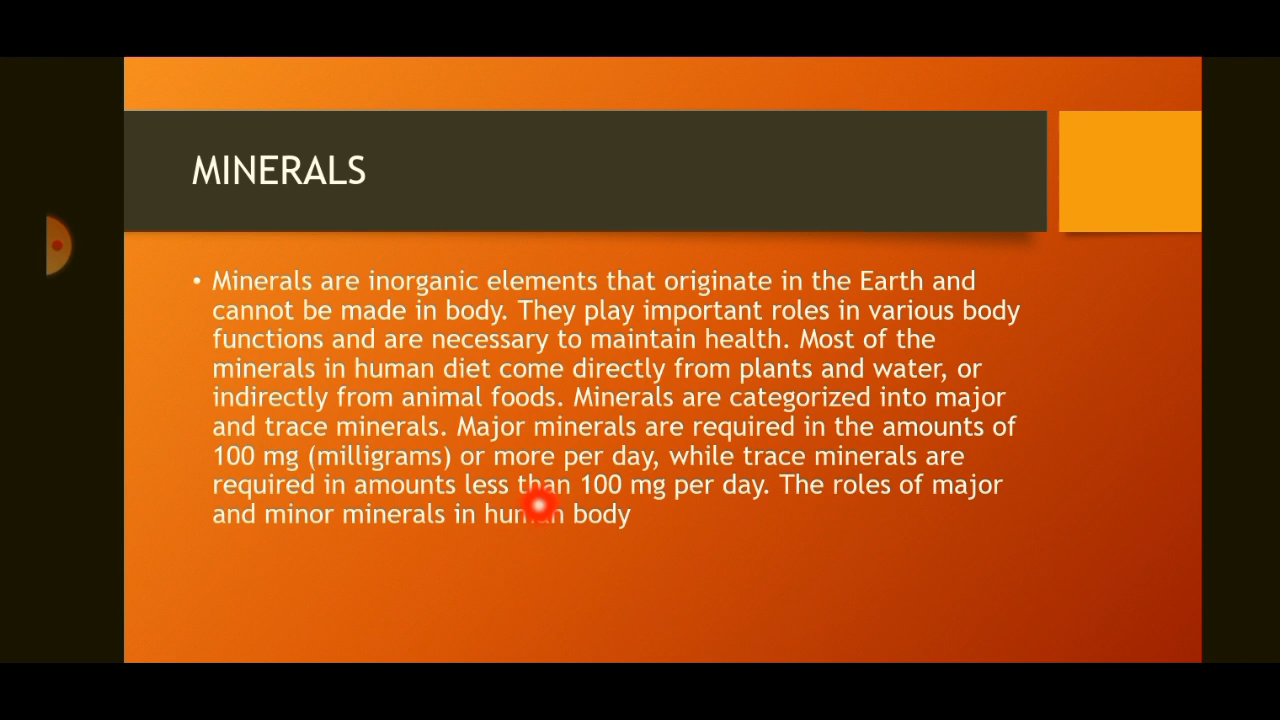 MINERALS
• Minerals are inorganic elements that originate in the Earth and
cannot be made in body. They play important roles in various body
functions and are necessary to maintain health. Most of the
minerals in human diet come directly from plants and water, or
indirectly from animal foods. Minerals are categorized into major
and trace minerals. Major minerals are required in the amounts of
100 mg (milligrams) or more per day, while trace minerals are
required in amounts less than 100 mg per day. The roles of major
and minor minerals in human body